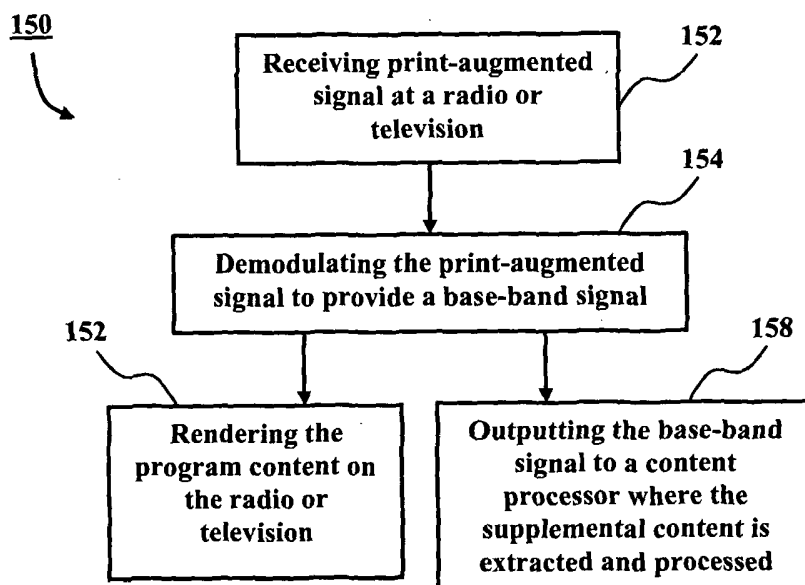 150
152
Receiving print-augmented
signal at a radio or
television
154
Demodulating the print-augmented
signal to provide a base-band signal
152
Rendering the
program content on
the radio or
television
158
Outputting the base-band
signal to a content
processor where the
supplemental content is
extracted and processed